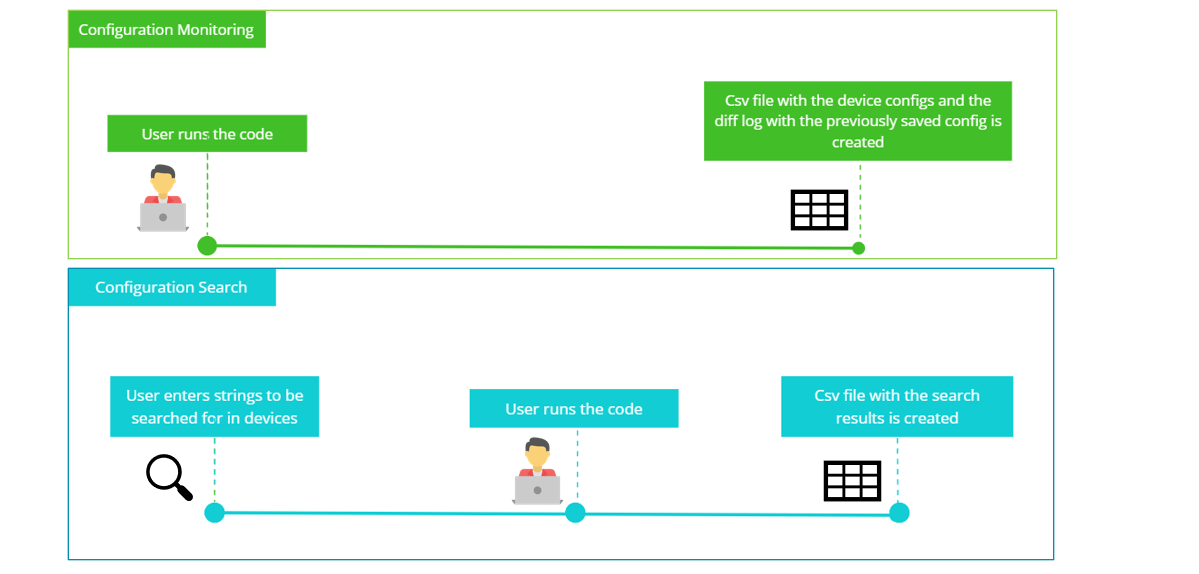 Configuration Monitoring
User runs the code
Csv file with the device configs and the
diff log with the previously saved config is
created
Configuration Search
User enters strings to be
searched for in devices
User runs the code
Csv file with the search
results is created